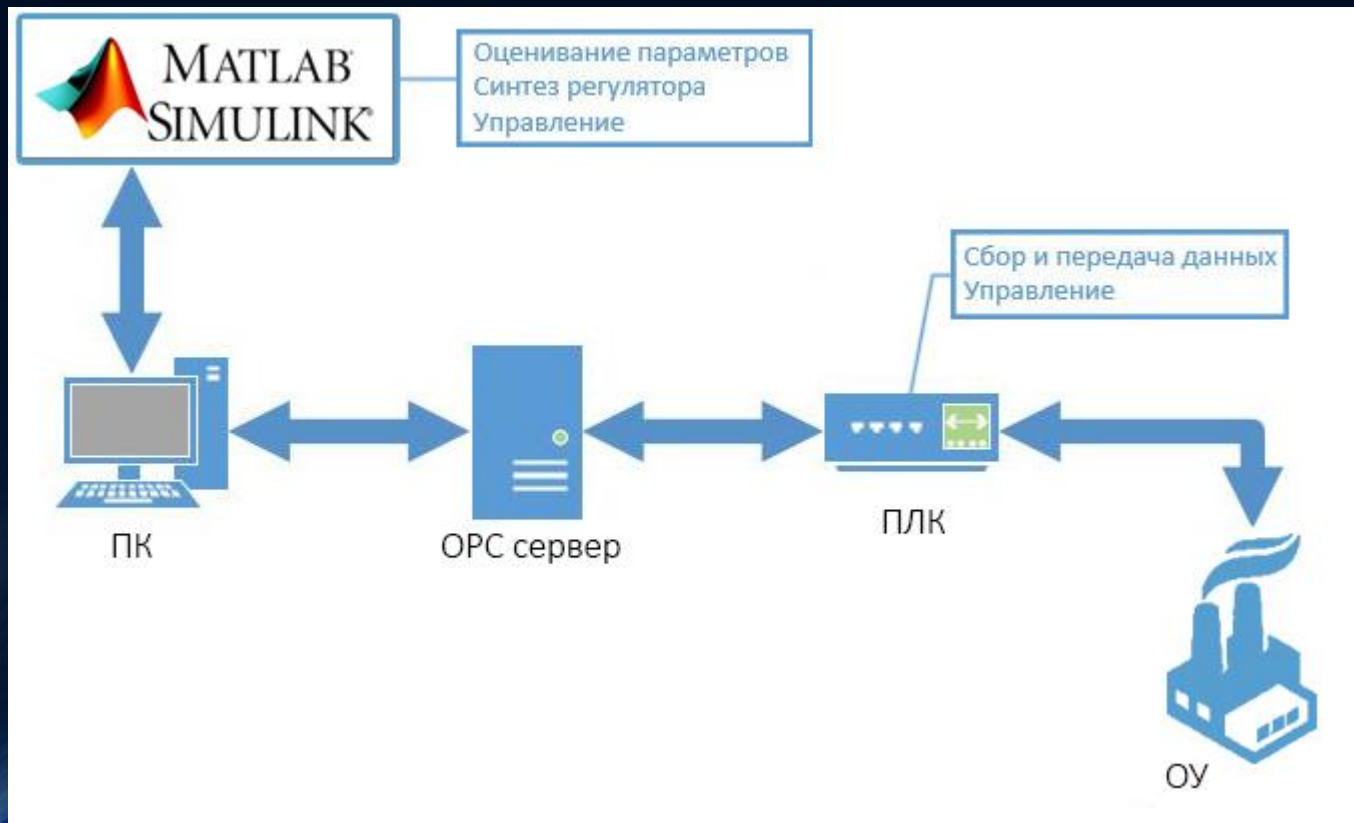 MATLAB
SIMULINK®
Оценивание параметров
Синтез регулятора
Управление
Сбор и передача данных
Управление
ПК
OPC сервер
ПЛК
ОУ